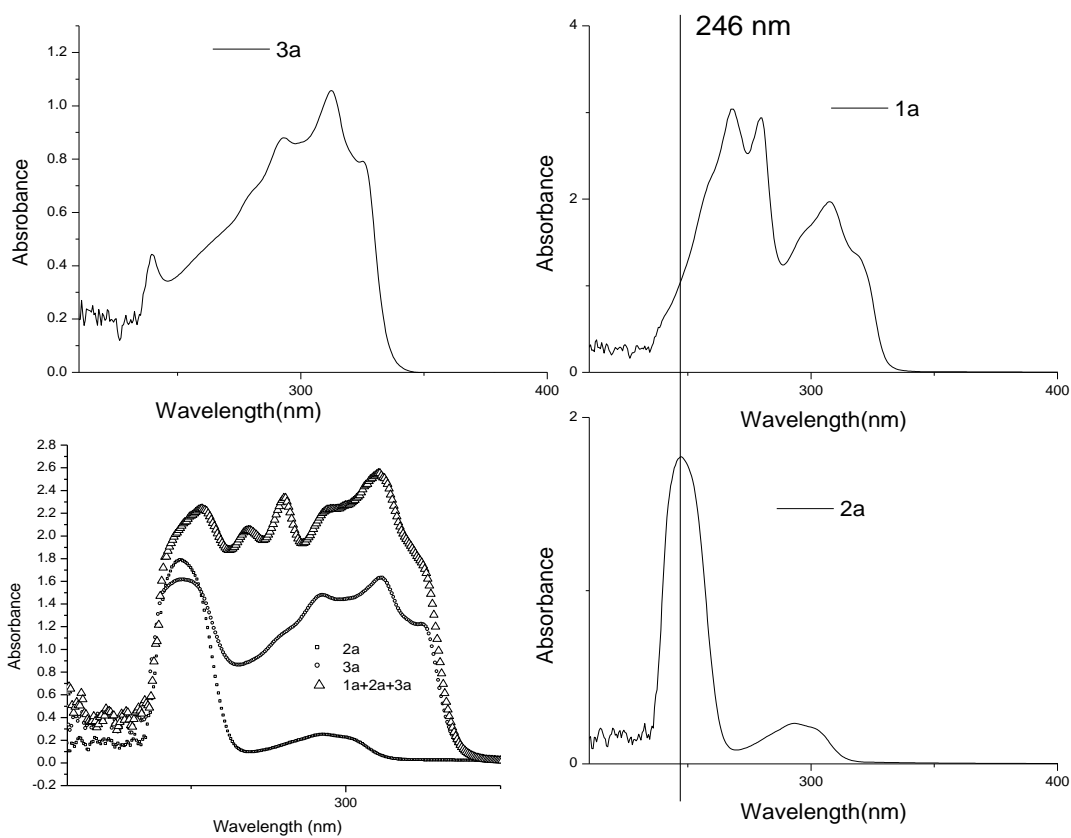 3a
1.2
1.0
0.8
0.6
0.4
0.2
0.0
Absrobance
300
400
Wavelength(nm)
246 nm
1a
4
2
0
Absorbance
300
400
Wavelength(nm)
2.8
2.6
2.4
2.2
2.0
1.8
1.6
1.4
1.2
1.0
0.8
0.6
0.4
0.2
0.0
-0.2
Absorbance
2a
3a
1a+2a+3a
300
Wavelength (nm)
2a
2
0
Absorbance
300
400
Wavelength(nm)